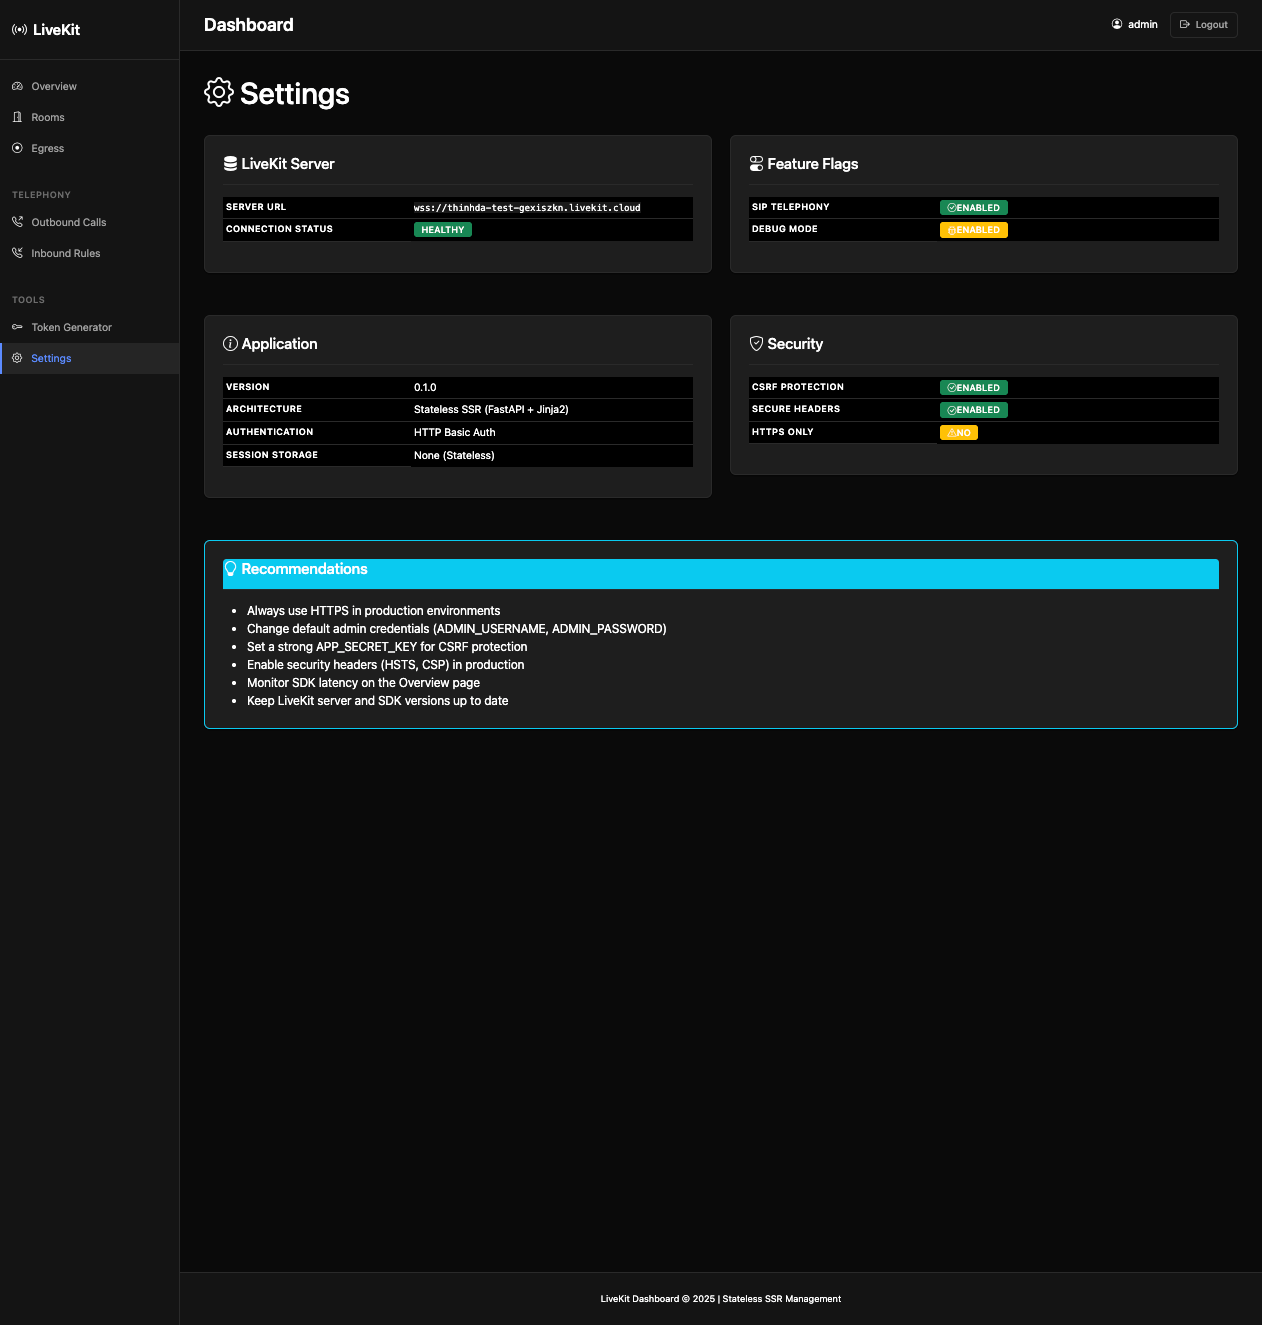 LiveKit
Dashboard
admin
Logout
Overview
Rooms
Egress
TELEPHONY
Outbound Calls
Inbound Rules
TOOLS
Token Generator
Settings
Settings
LiveKit Server
SERVER URL wss://thinhda-test-gexiszkn.livekit.cloud
CONNECTION STATUS HEALTHY
Feature Flags
SIP TELEPHONY ENABLED
DEBUG MODE ENABLED
Application
VERSION 0.1.0
ARCHITECTURE Stateless SSR (FastAPI + Jinja2)
AUTHENTICATION HTTP Basic Auth
SESSION STORAGE None (Stateless)
Security
CSRF PROTECTION ENABLED
SECURE HEADERS ENABLED
HTTPS ONLY NO
Recommendations
• Always use HTTPS in production environments
• Change default admin credentials (ADMIN_USERNAME, ADMIN_PASSWORD)
• Set a strong APP_SECRET_KEY for CSRF protection
• Enable security headers (HSTS, CSP) in production
• Monitor SDK latency on the Overview page
• Keep LiveKit server and SDK versions up to date
LiveKit Dashboard © 2025 | Stateless SSR Management